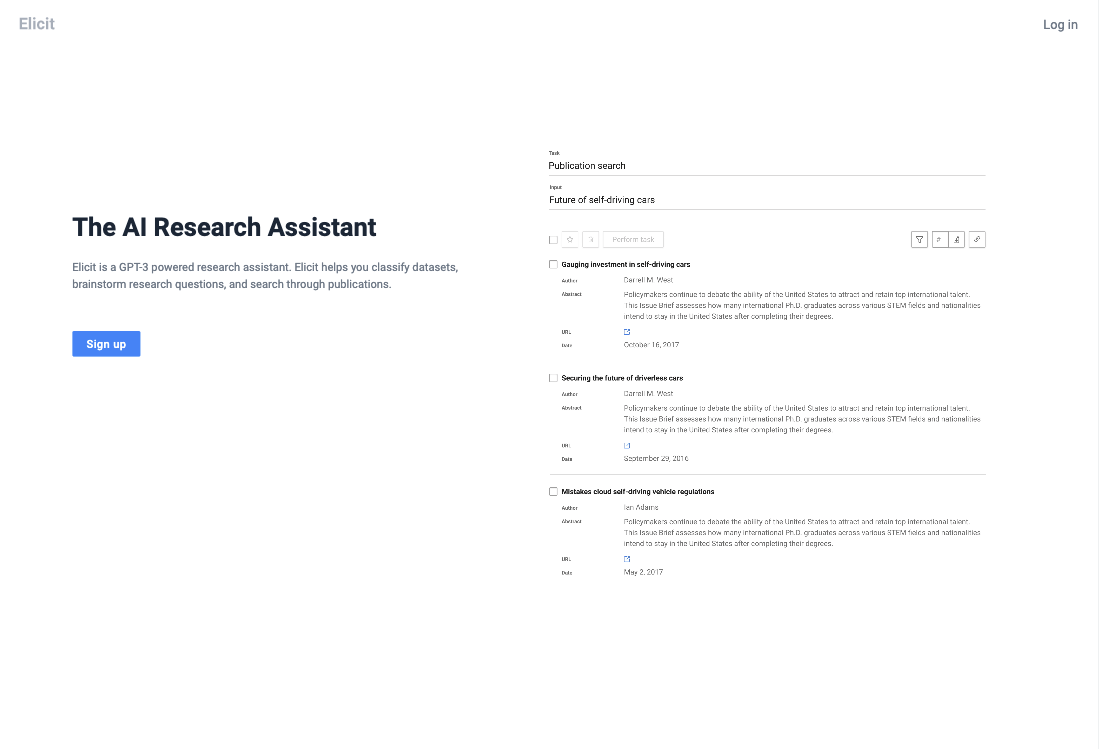 Elicit
Log in
The AI Research Assistant
Elicit is a GPT-3 powered research assistant. Elicit helps you classify datasets,
brainstorm research questions, and search through publications.
Sign up
Task
Publication search
Input
Future of self-driving cars
Perform task
#
Gauging investment in self-driving cars
Author Darrell M. West
Abstract Policymakers continue to debate the ability of the United States to attract and retain top international talent.
This Issue Brief assesses how many international Ph.D. graduates across various STEM fields and nationalities
intend to stay in the United States after completing their degrees.
URL
Date October 16, 2017
Securing the future of driverless cars
Author Darrell M. West
Abstract Policymakers continue to debate the ability of the United States to attract and retain top international talent.
This Issue Brief assesses how many international Ph.D. graduates across various STEM fields and nationalities
intend to stay in the United States after completing their degrees
URL
Date September 29, 2016
Mistakes cloud self-driving vehicle regulations
Author Ian Adams
Abstract Policymakers continue to debate the ability of the United States to attract and retain top international talent.
This Issue Brief assesses how many international Ph.D. graduates across various STEM fields and nationalities
intend to stay in the United States after completing their degrees.
URL
Date May 2, 2017